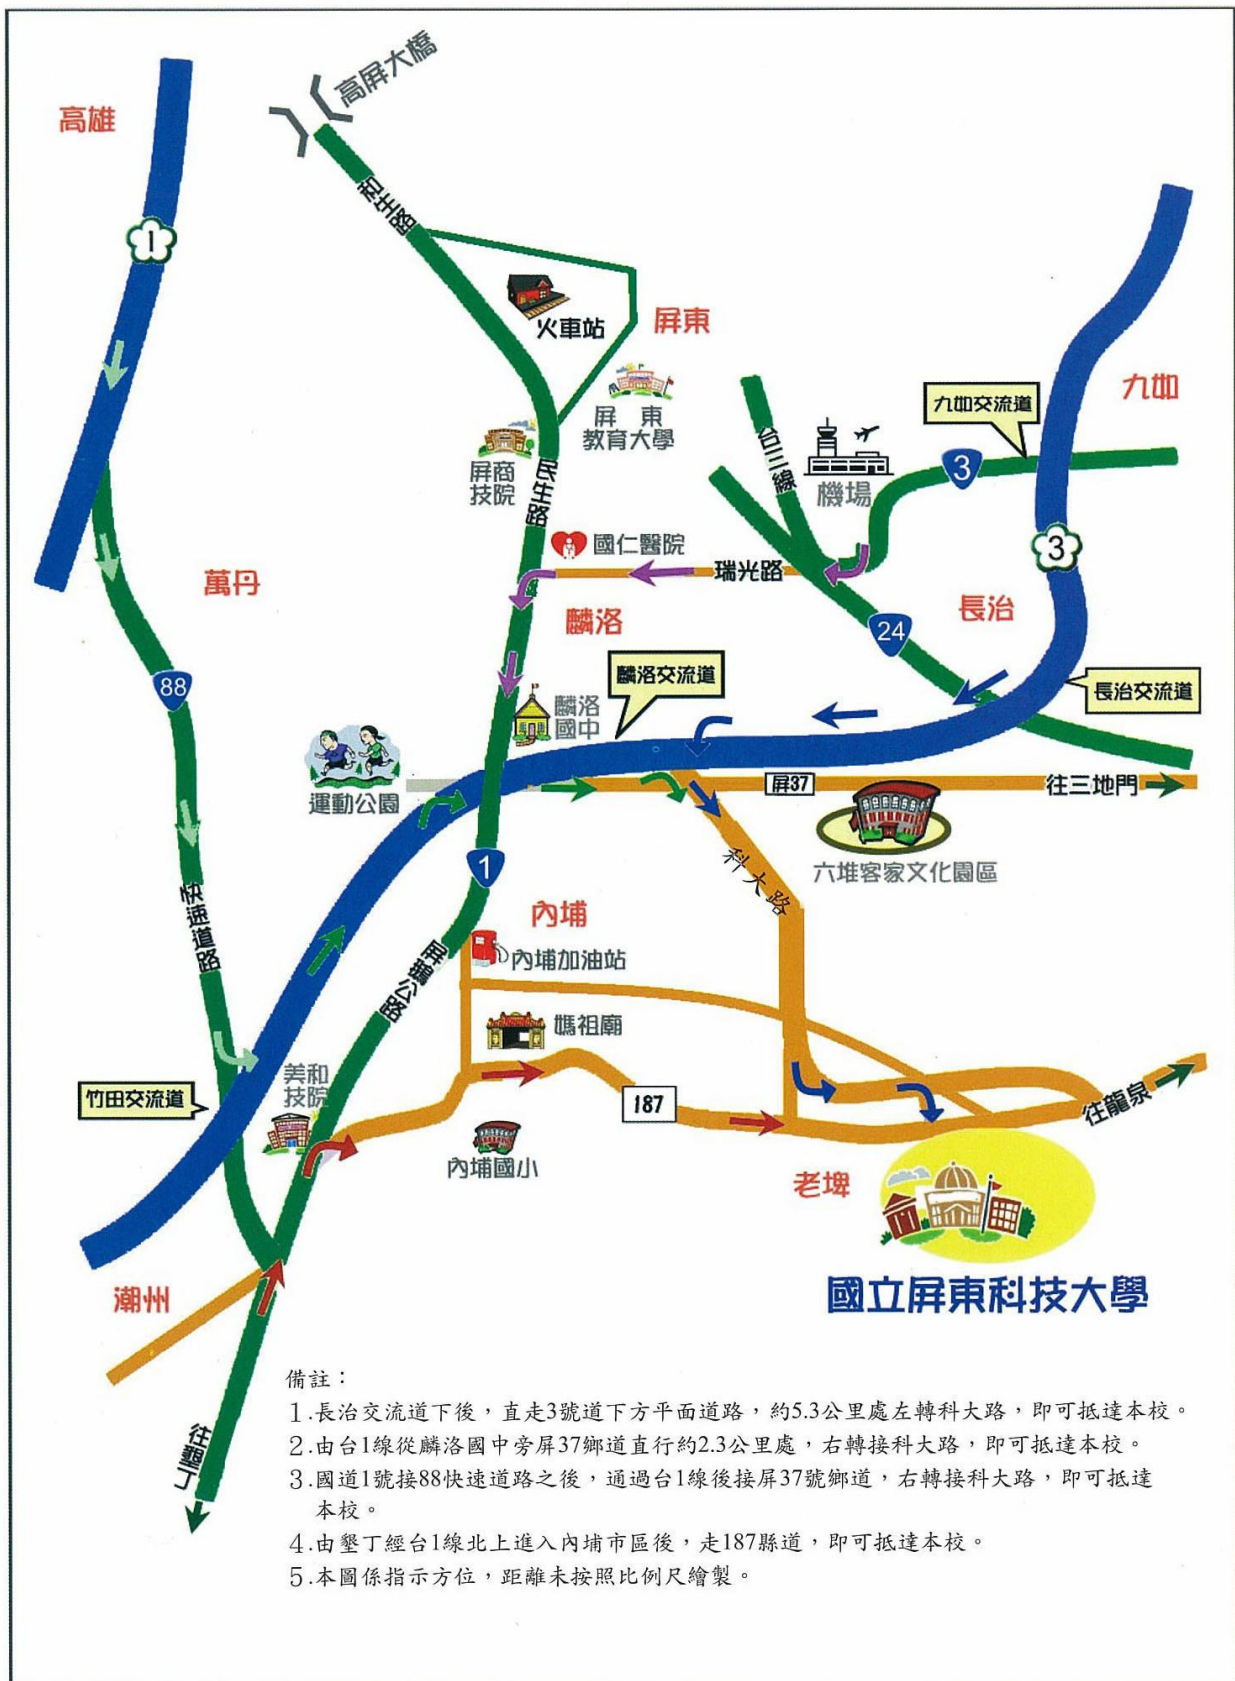 高屏大橋
高雄
1
和生路
火車站
屏東
九如
九如交流道
屏東
教育大學
台三線
機場
3
屏商
技院
民生路
國仁醫院
瑞光路
3
萬丹
麟洛
24
長治
88
麟洛交流道
長治交流道
麟洛
國中
運動公園
屏37
往三地門
1
科大路
六堆客家文化園區
快速道路
內埔
屏鵝公路
內埔加油站
媽祖廟
美和
技院
竹田交流道
187
往龍泉
內埔國小
老埤
潮州
國立屏東科技大學
往墾丁
備註：
1.長治交流道下後，直走3號道下方平面道路，約5.3公里處左轉科大路，即可抵達本校。
2.由台1線從麟洛國中旁屏37鄉道直行約2.3公里處，右轉接科大路，即可抵達本校。
3.國道1號接88快速道路之後，通過台1線後接屏37號鄉道，右轉接科大路，即可抵達
本校。
4.由墾丁經台1線北上進入內埔市區後，走187縣道，即可抵達本校。
5.本圖係指示方位，距離未按照比例尺繪製。